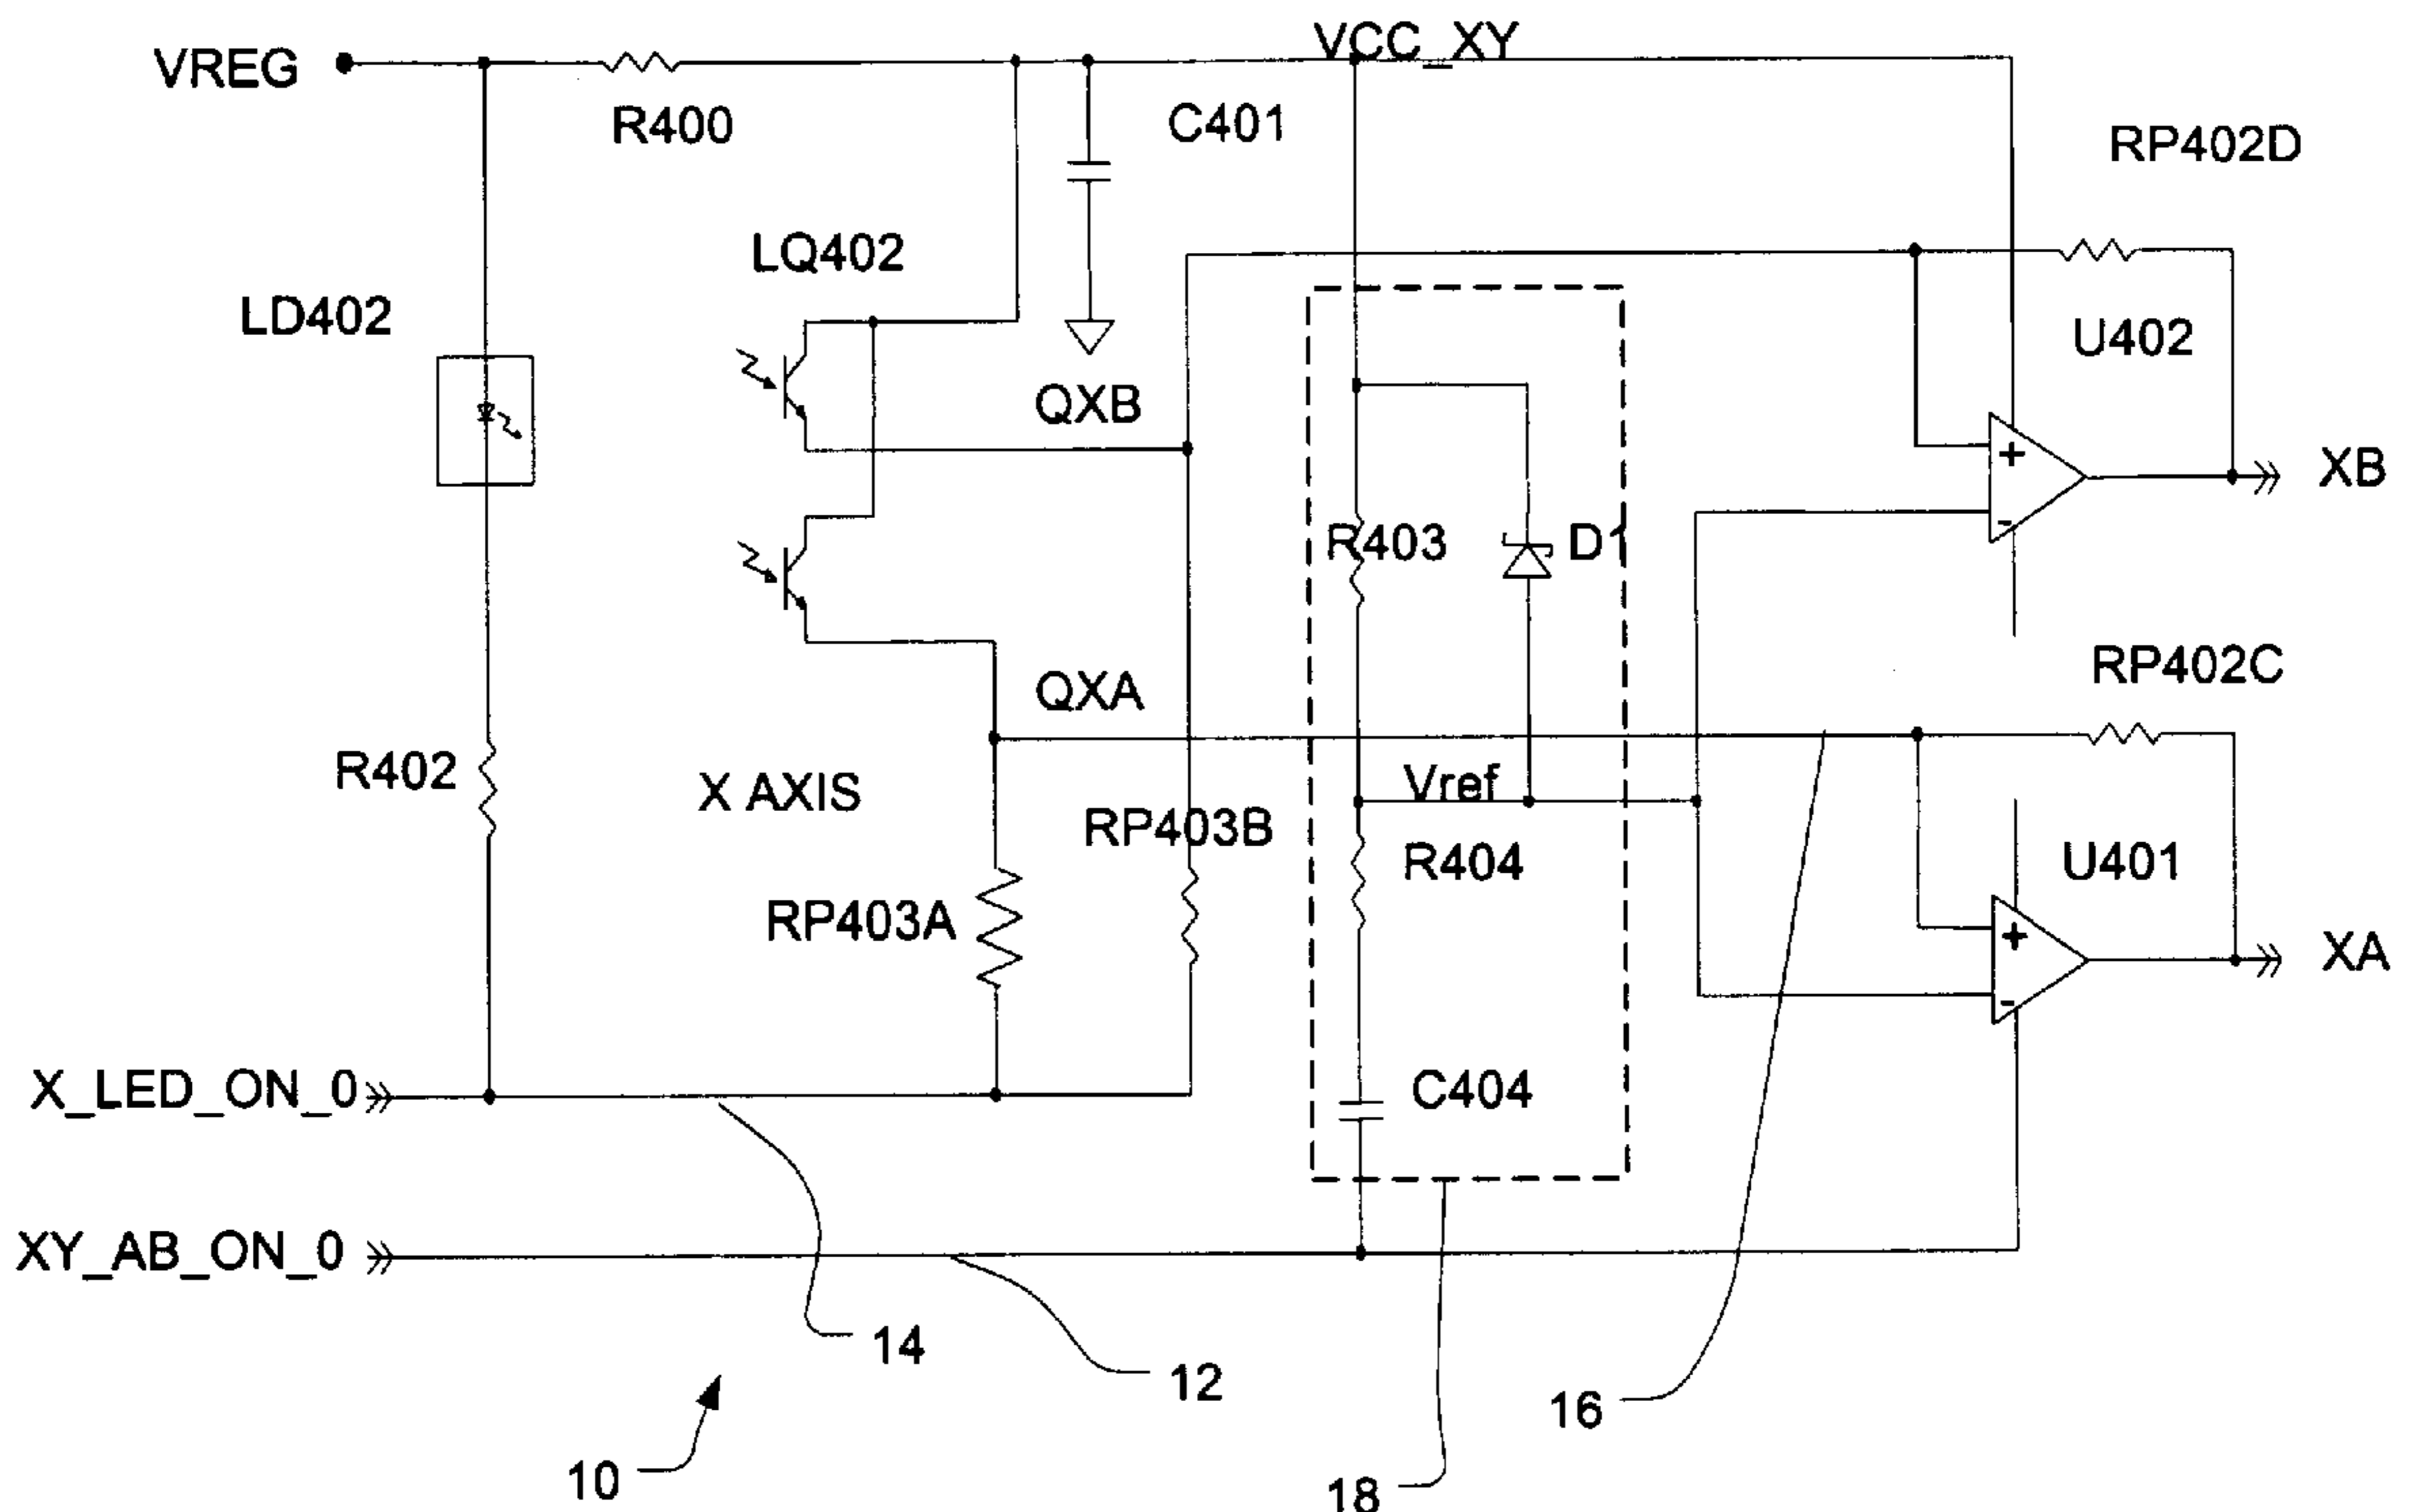 VREG
VCC_XY
R400
C401
RP402D
LQ402
LD402
U402
QXB
XB
R403
D1
RP402C
QXA
Vref
R402
X AXIS
RP403B
R404
U401
RP403A
+
-
+
-
XA
X_LED_ON_0
C404
XY_AB_ON_0
14
12
16
10
18